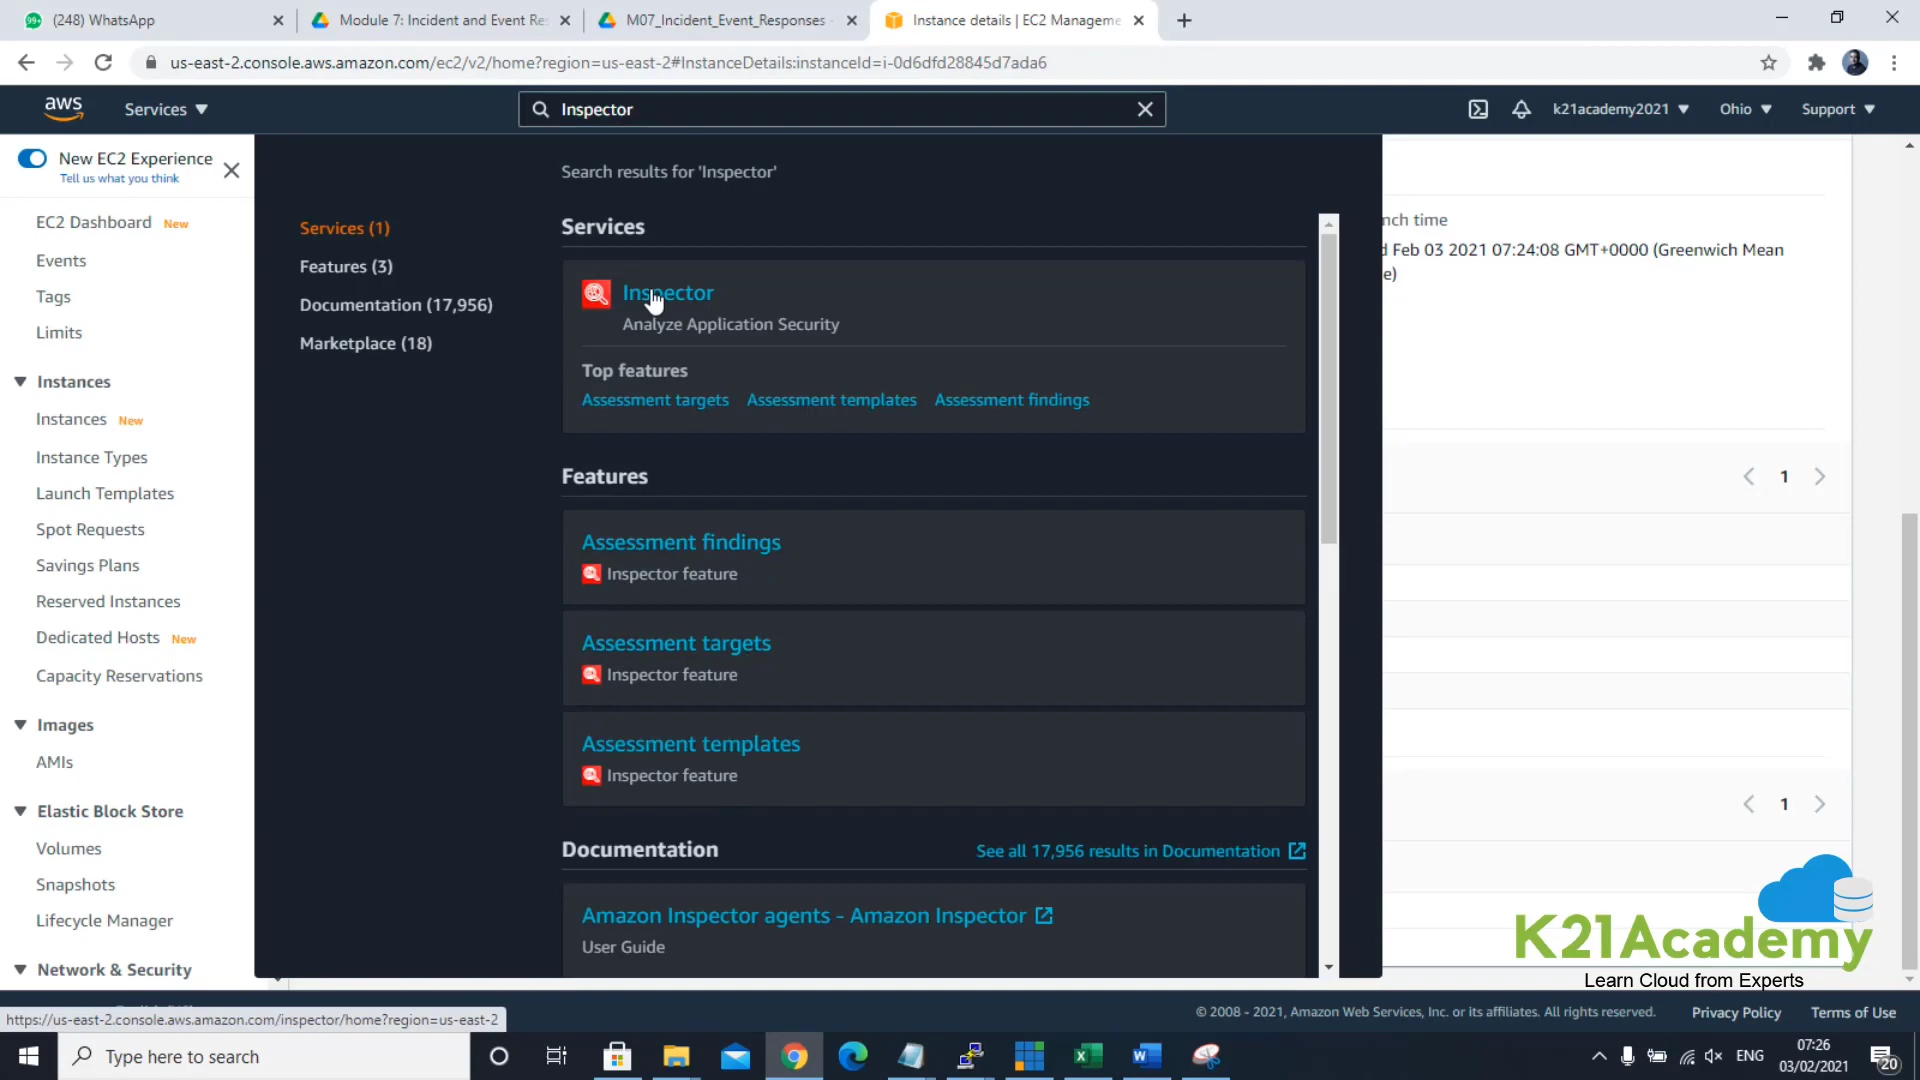 99+ (248) WhatsApp
Module 7: Incident and Event Re
M07_Incident_Event_Responses
Instance details | EC2 Manageme
us-east-2.console.aws.amazon.com/ec2/v2/home?region=us-east-2#InstanceDetails:instanceId=i-0d6dfd28845d7ada6
aws
Services
Inspector
k21academy2021
Ohio
Support
New EC2 Experience
Tell us what you think
EC2 Dashboard New
Events
Tags
Limits
Instances
Instances New
Instance Types
Launch Templates
Spot Requests
Savings Plans
Reserved Instances
Dedicated Hosts New
Capacity Reservations
Images
AMIs
Elastic Block Store
Volumes
Snapshots
Lifecycle Manager
Network & Security
Search results for 'Inspector'
Services (1)
Features (3)
Documentation (17,956)
Marketplace (18)
Services
Inspector
Analyze Application Security
Top features
Assessment targets Assessment templates Assessment findings
Features
Assessment findings
Inspector feature
Assessment targets
Inspector feature
Assessment templates
Inspector feature
Documentation
See all 17,956 results in Documentation
Amazon Inspector agents - Amazon Inspector
User Guide
nch time
d Feb 03 2021 07:24:08 GMT+0000 (Greenwich Mean
e)
1
1
K21Academy
Learn Cloud from Experts
https://us-east-2.console.aws.amazon.com/inspector/home?region=us-east-2
© 2008 - 2021, Amazon Web Services, Inc. or its affiliates. All rights reserved.
Privacy Policy
Terms of Use
Type here to search
ENG
07:26
03/02/2021
20